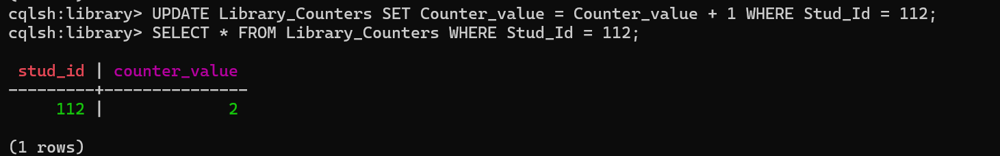 cqlsh:library> UPDATE Library_Counters SET Counter_value = Counter_value + 1 WHERE Stud_Id = 112;
cqlsh:library> SELECT * FROM Library_Counters WHERE Stud_Id = 112;
 stud_id | counter_value
---------+---------------
     112 |             2
(1 rows)